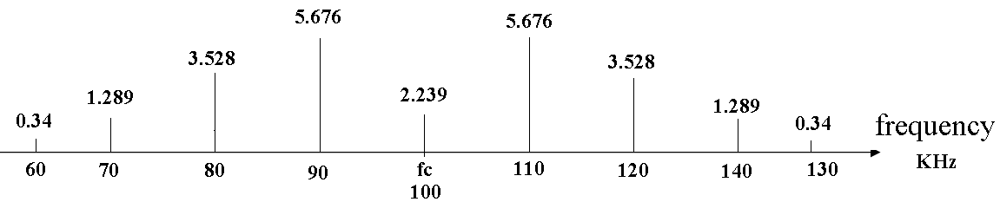 5.676 5.676
3.528 3.528
1.289 2.239 1.289
0.34 0.34 frequency
60 70 80 90 fc 110 120 140 130 KHz
100